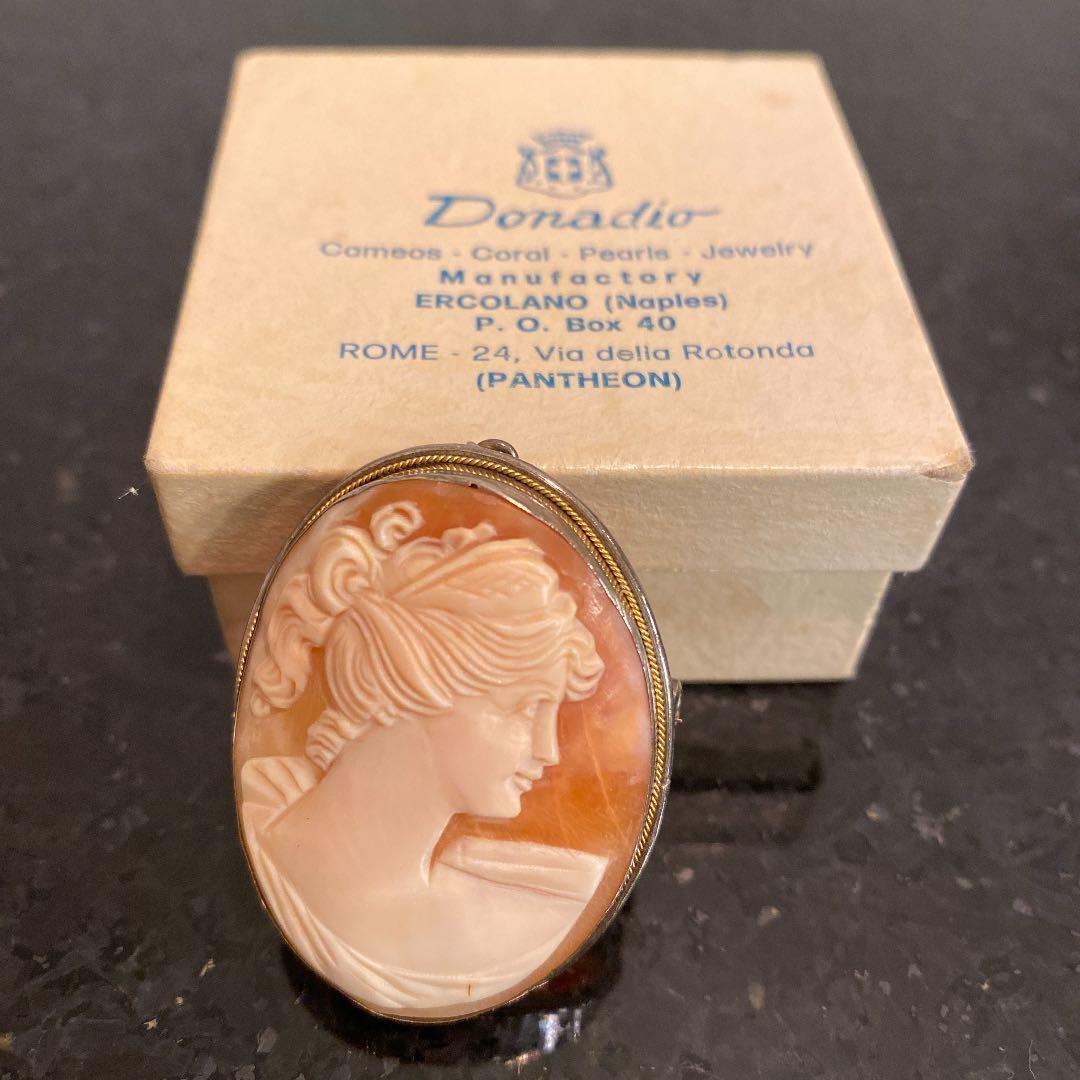 Donadio
Cameos - Coral - Pearls - Jewelry
Manufactory
ERCOLANO (Naples)
P. O. Box 40
ROME - 24, Via della Rotonda
(PANTHEON)